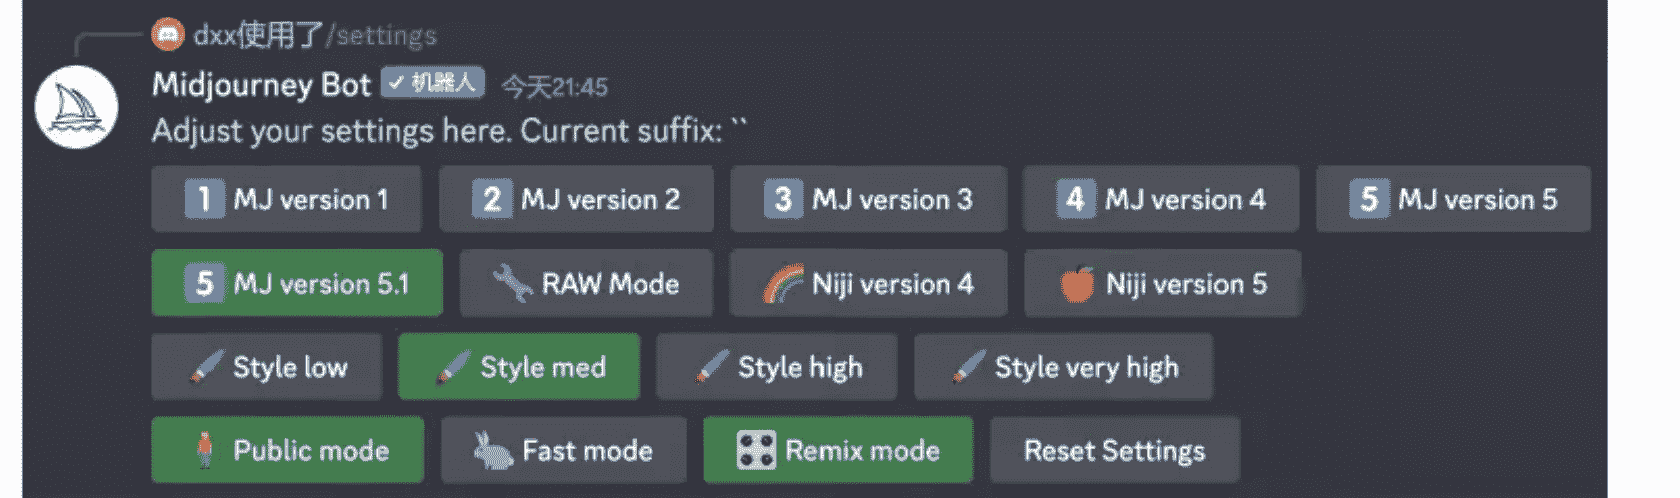 dxx使用了/settings
Midjourney Bot ✓ 机器人 今天21:45
Adjust your settings here. Current suffix: ``
1 MJ version 1 2 MJ version 2 3 MJ version 3 4 MJ version 4 5 MJ version 5
5 MJ version 5.1 RAW Mode Niji version 4 Niji version 5
Style low Style med Style high Style very high
Public mode Fast mode Remix mode Reset Settings